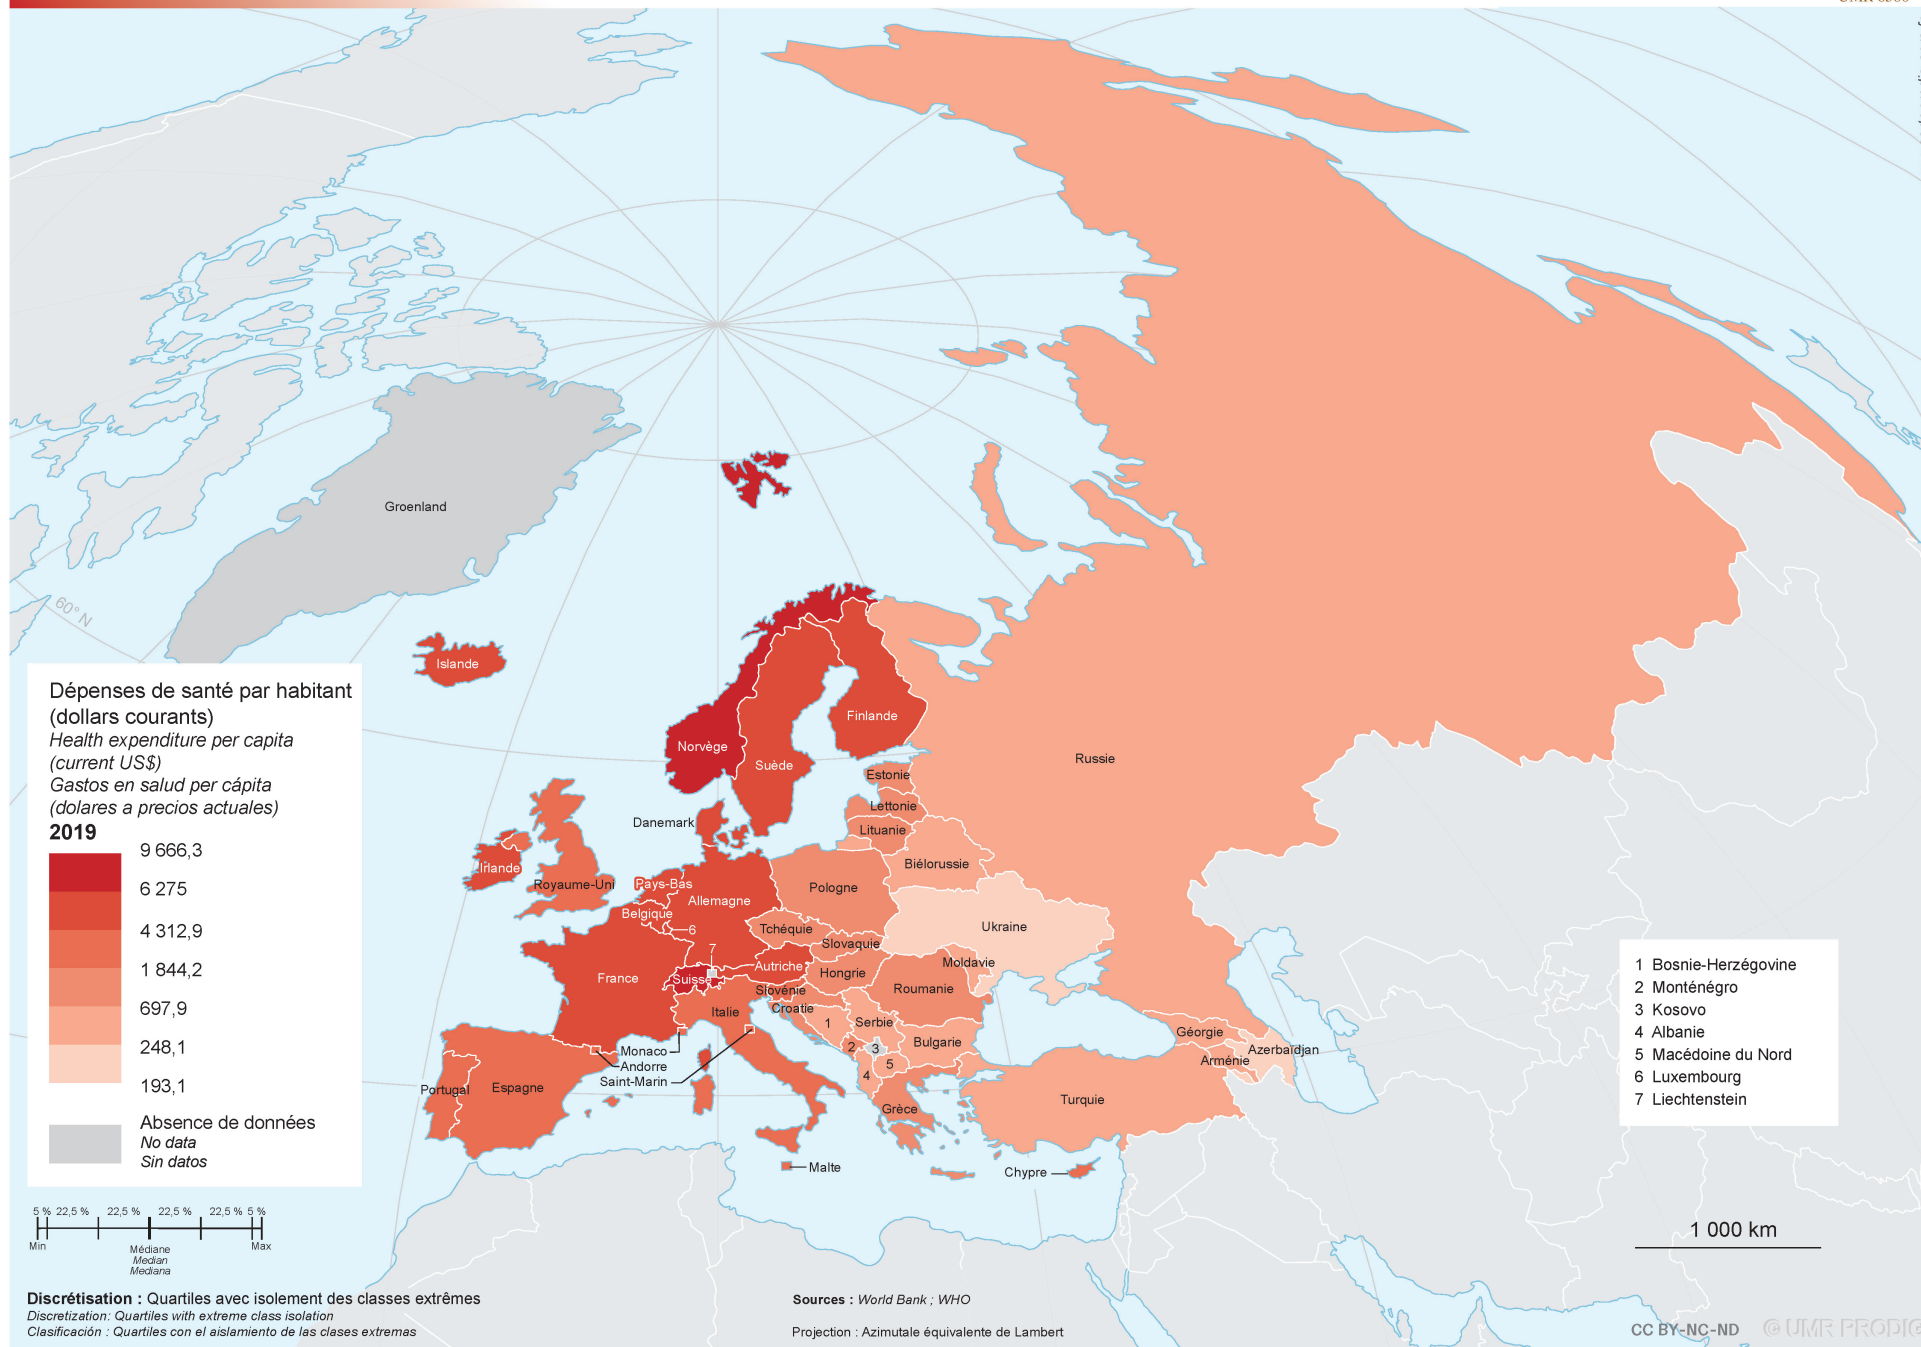 Groenland
60° N
Islande
Norvège
Suède
Finlande
Russie
Estonie
Lettonie
Lituanie
Danemark
Biélorussie
Irlande
Royaume-Uni
Pays-Bas
Allemagne
Pologne
Belgique
6
Tchéquie
Ukraine
Slovaquie
7
France
Suisse
Autriche
Hongrie
Moldavie
Slovénie
Roumanie
Italie
Croatie
1
Serbie
Géorgie
Bulgarie
2
3
Azerbaïdjan
Arménie
Monaco
Andorre
Saint-Marin
5
4
Portugal
Espagne
Grèce
Turquie
Malte
Chypre
Dépenses de santé par habitant
(dollars courants)
Health expenditure per capita
(current US$)
Gastos en salud per cápita
(dolares a precios actuales)
2019
9 666,3
6 275
4 312,9
1 844,2
697,9
248,1
193,1
Absence de données
No data
Sin datos
1 Bosnie-Herzégovine
2 Monténégro
3 Kosovo
4 Albanie
5 Macédoine du Nord
6 Luxembourg
7 Liechtenstein
5 % 22,5 % 22,5 % 22,5 % 22,5 % 5 %
Min Médiane Max
Median
Mediana
1 000 km
Discrétisation : Quartiles avec isolement des classes extrêmes
Discretization: Quartiles with extreme class isolation
Clasificación : Quartiles con el aislamiento de las clases extremas
Sources : World Bank ; WHO
Projection : Azimutale équivalente de Lambert
CC BY-NC-ND © UMR PRODIG